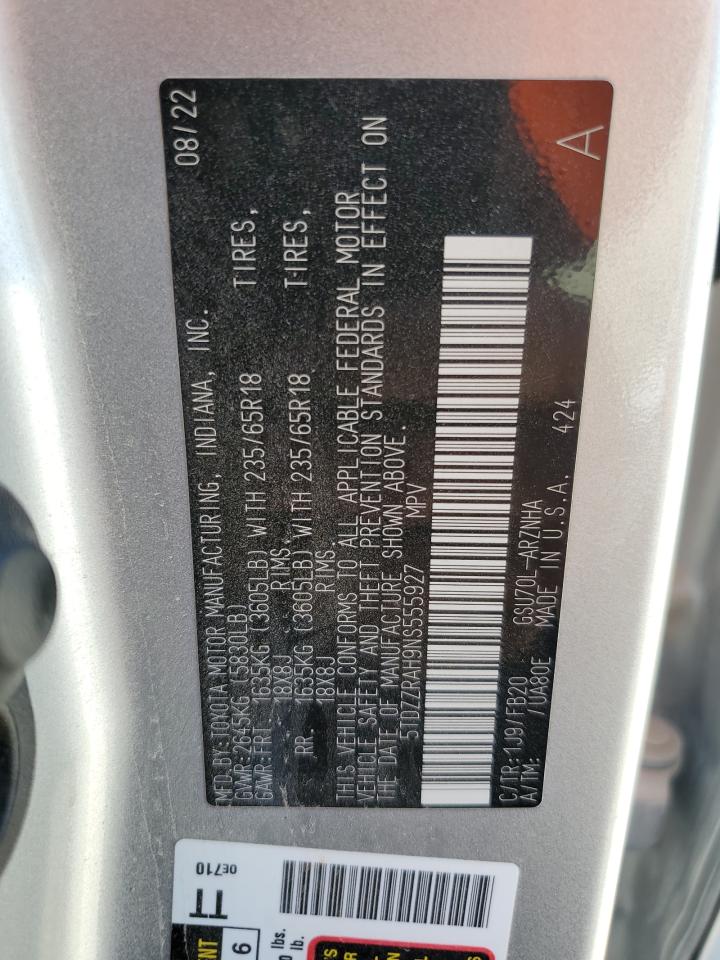 08/22
MFD.BY:TOYOTA MOTOR MANUFACTURING, INDIANA, INC.
GVWR:2645KG (5830LB)
GAWR:FRT 1635KG (3605LB) WITH 235/65R18 TIRES,
18X8J RIMS.
RR. 1635KG (3605LB) WITH 235/65R18 TIRES,
18X8J RIMS.
THIS VEHICLE CONFORMS TO ALL APPLICABLE FEDERAL MOTOR
VEHICLE SAFETY AND THEFT PREVENTION STANDARDS IN EFFECT ON
THE DATE OF MANUFACTURE SHOWN ABOVE.
5TDZZRAH9NS555927 MPV
C/TR:1J9/FB20 GSU70L-ARZNHA
A/TM: /UA80E MADE IN U.S.A. 424
A
0E710
TT
6
lbs.
lb.